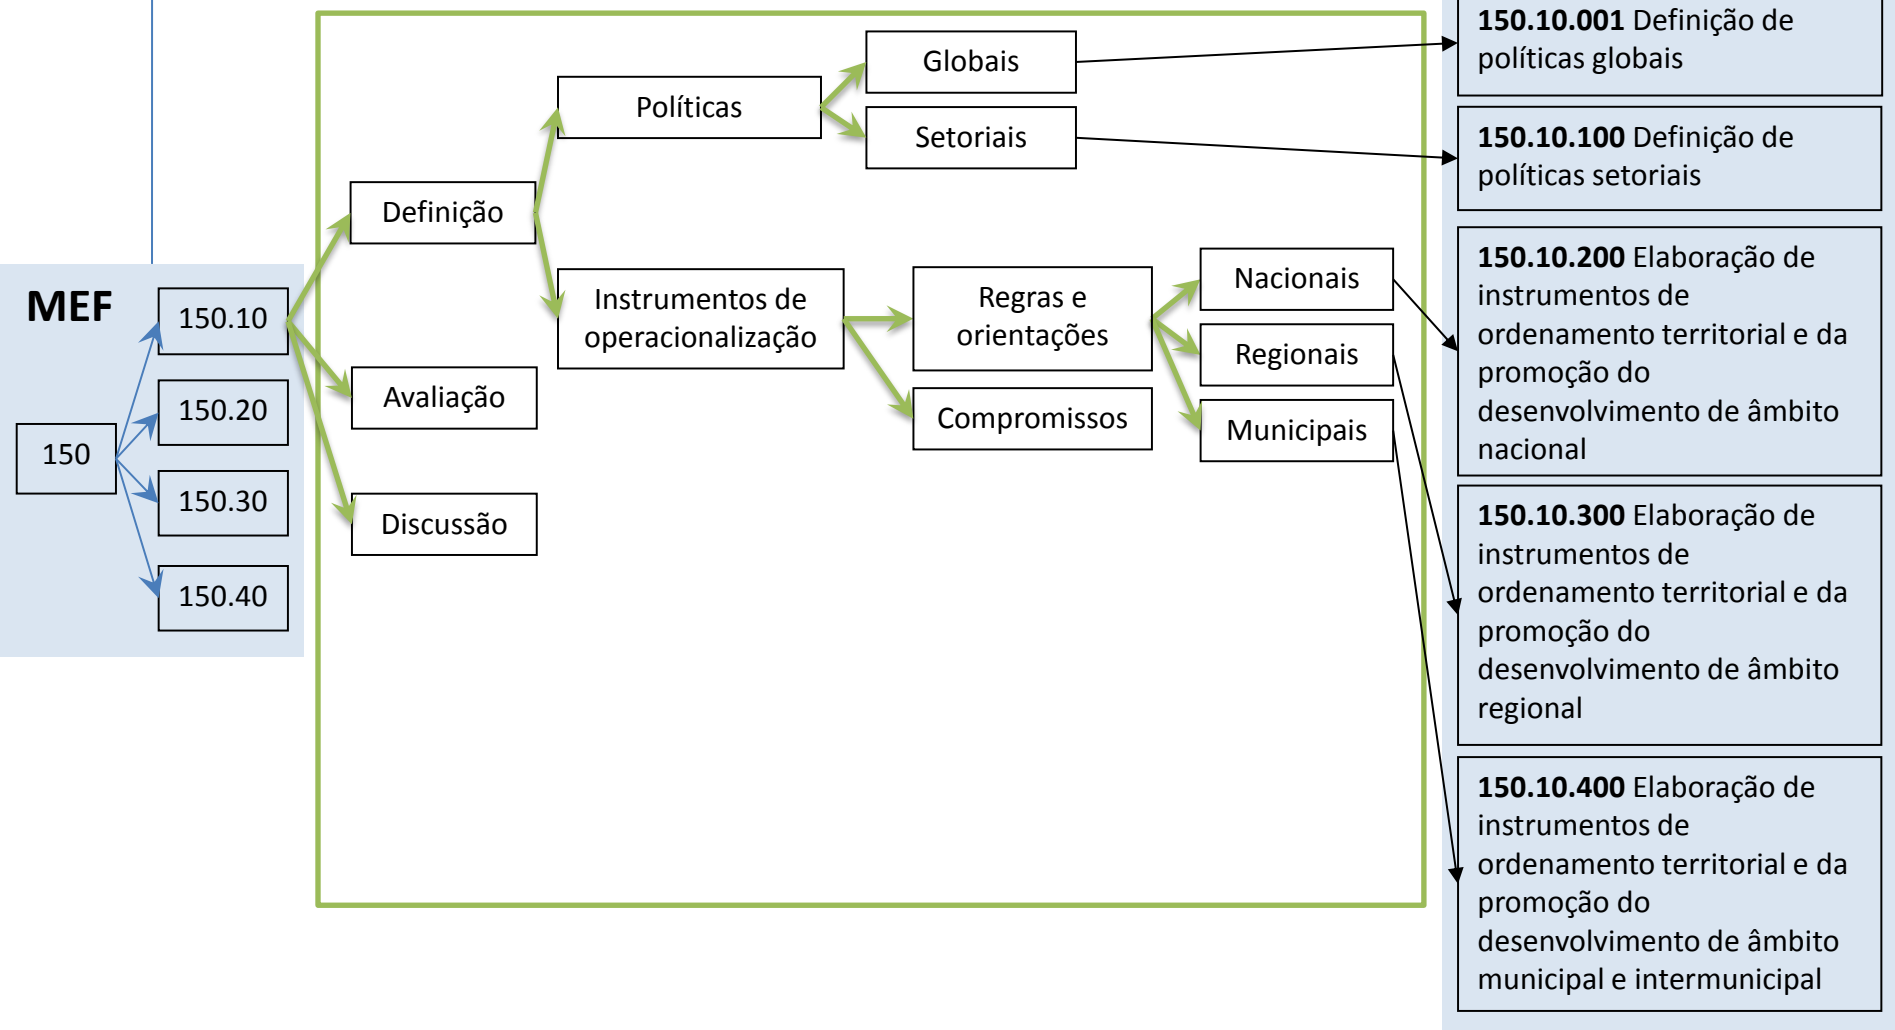 MEF
150
150.10
150.20
150.30
150.40
Definição
Avaliação
Discussão
Políticas
Instrumentos de
operacionalização
Globais
Setoriais
Regras e
orientações
Compromissos
Nacionais
Regionais
Municipais
150.10.001 Definição de
políticas globais
150.10.100 Definição de
políticas setoriais
150.10.200 Elaboração de
instrumentos de
ordenamento territorial e da
promoção do
desenvolvimento de âmbito
nacional
150.10.300 Elaboração de
instrumentos de
ordenamento territorial e da
promoção do
desenvolvimento de âmbito
regional
150.10.400 Elaboração de
instrumentos de
ordenamento territorial e da
promoção do
desenvolvimento de âmbito
municipal e intermunicipal